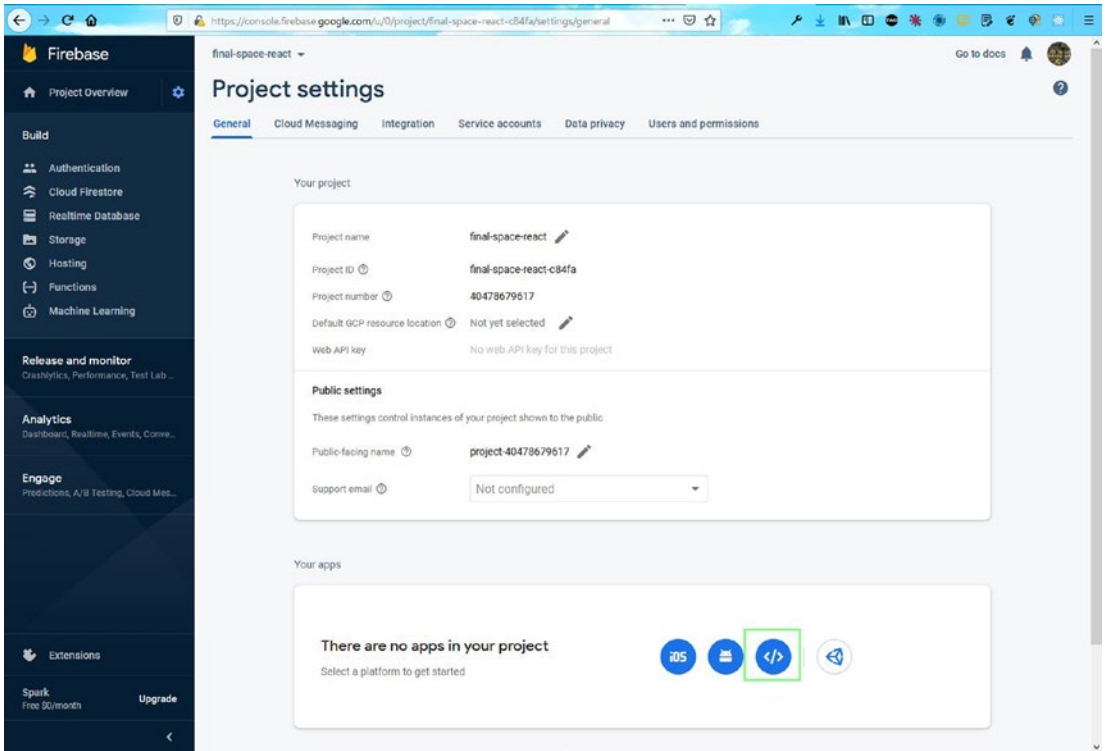 https://console.firebase.google.com/u/0/project/final-space-react-c84fa/settings/general
Firebase
Project Overview
Build
Authentication
Cloud Firestore
Realtime Database
Storage
Hosting
Functions
Machine Learning
Release and monitor
Crashlytics, Performance, Test Lab ...
Analytics
Dashboard, Realtime, Events, Conve...
Engage
Predictions, A/B Testing, Cloud Mes...
Extensions
Spark
Free $0/month
Upgrade
final-space-react
Go to docs
Project settings
General Cloud Messaging Integration Service accounts Data privacy Users and permissions
Your project
Project name final-space-react
Project ID final-space-react-c84fa
Project number 40478679617
Default GCP resource location Not yet selected
Web API key No web API key for this project
Public settings
These settings control instances of your project shown to the public
Public-facing name project-40478679617
Support email Not configured
Your apps
There are no apps in your project
Select a platform to get started
iOS
</>